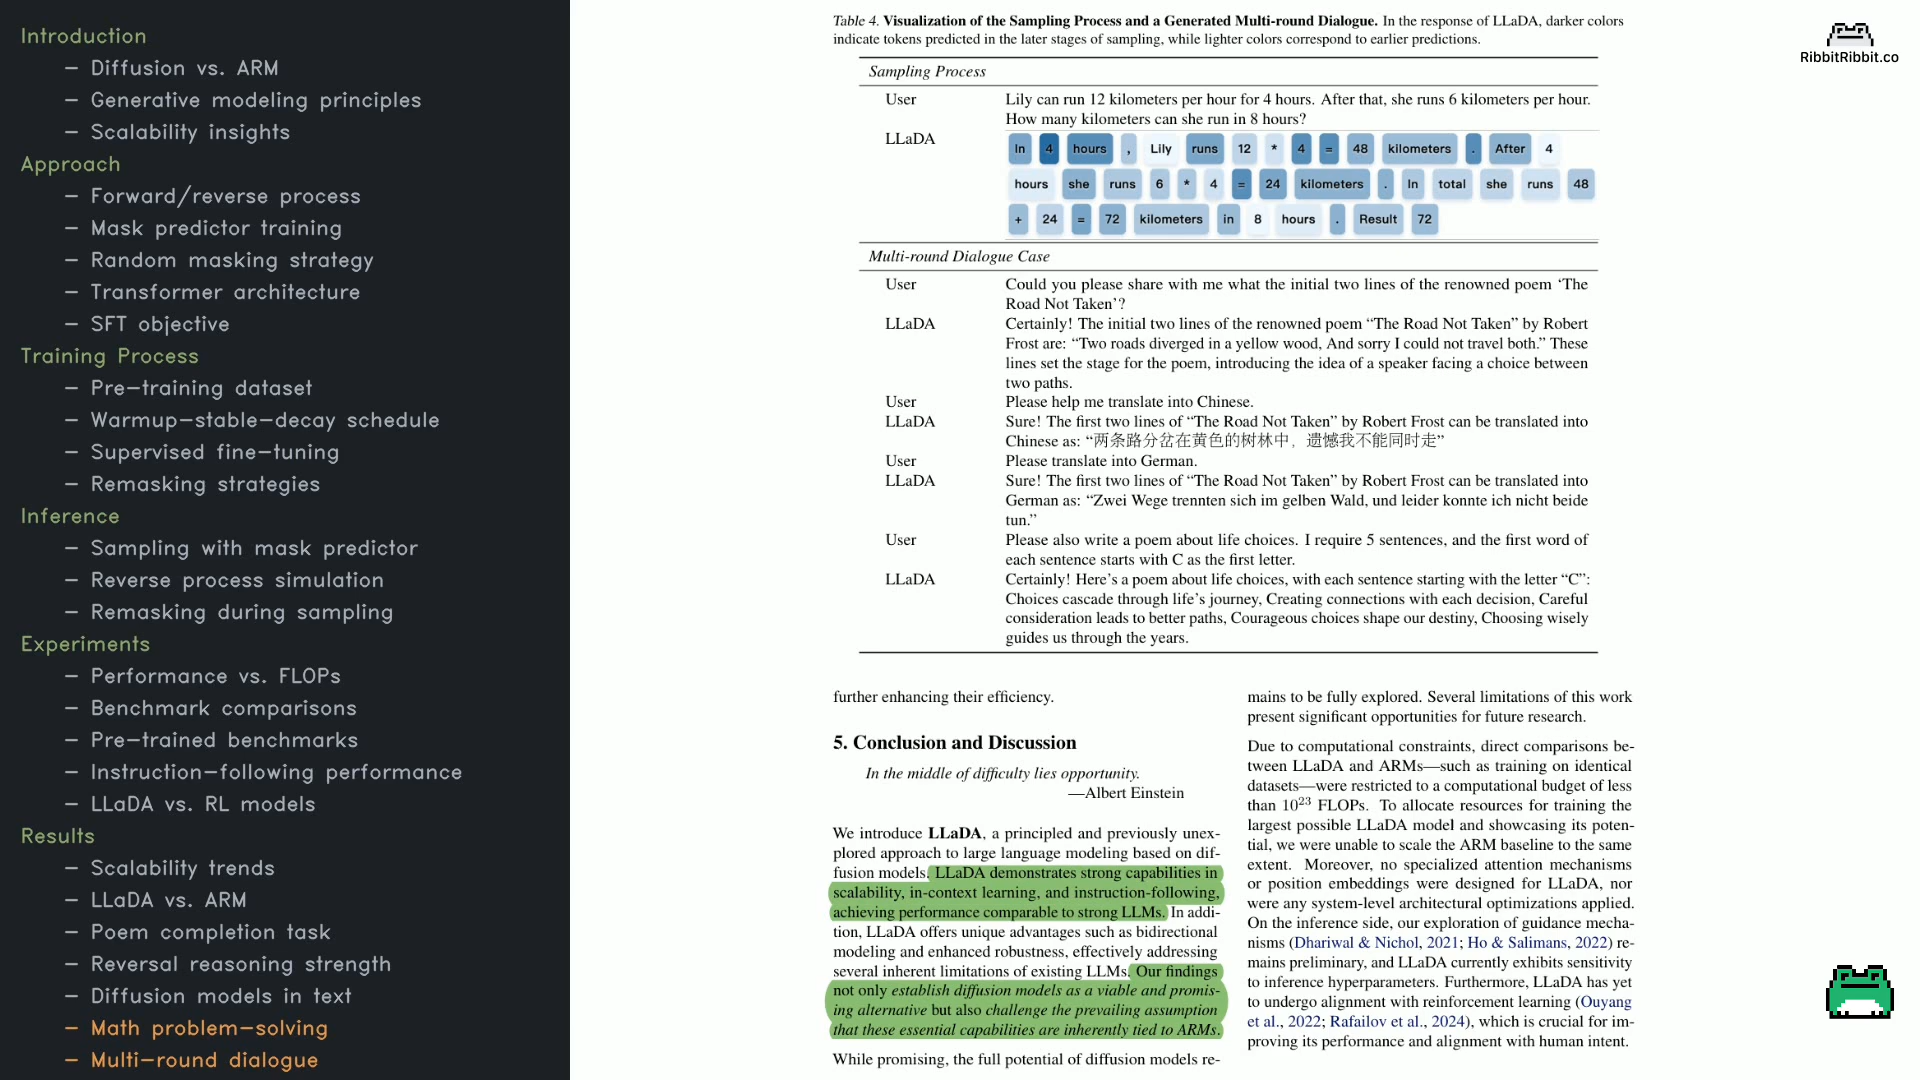 Introduction
— Diffusion vs. ARM
— Generative modeling principles
— Scalability insights
Approach
— Forward/reverse process
— Mask predictor training
— Random masking strategy
— Transformer architecture
— SFT objective
Training Process
— Pre-training dataset
— Warmup-stable-decay schedule
— Supervised fine-tuning
— Remasking strategies
Inference
— Sampling with mask predictor
— Reverse process simulation
— Remasking during sampling
Experiments
— Performance vs. FLOPs
— Benchmark comparisons
— Pre-trained benchmarks
— Instruction-following performance
— LLaDA vs. RL models
Results
— Scalability trends
— LLaDA vs. ARM
— Poem completion task
— Reversal reasoning strength
— Diffusion models in text
— Math problem-solving
— Multi-round dialogue
Table 4. Visualization of the Sampling Process and a Generated Multi-round Dialogue. In the response of LLaDA, darker colors
indicate tokens predicted in the later stages of sampling, while lighter colors correspond to earlier predictions.
Sampling Process
User Lily can run 12 kilometers per hour for 4 hours. After that, she runs 6 kilometers per hour.
How many kilometers can she run in 8 hours?
LLaDA In 4 hours , Lily runs 12 * 4 = 48 kilometers . After 4
hours she runs 6 * 4 = 24 kilometers . In total she runs 48
+ 24 = 72 kilometers in 8 hours . Result 72
Multi-round Dialogue Case
User Could you please share with me what the initial two lines of the renowned poem ‘The
Road Not Taken’?
LLaDA Certainly! The initial two lines of the renowned poem “The Road Not Taken” by Robert
Frost are: “Two roads diverged in a yellow wood, And sorry I could not travel both.” These
lines set the stage for the poem, introducing the idea of a speaker facing a choice between
two paths.
User Please help me translate into Chinese.
LLaDA Sure! The first two lines of “The Road Not Taken” by Robert Frost can be translated into
Chinese as: “两条路分岔在黄色的树林中，遗憾我不能同时走”
User Please translate into German.
LLaDA Sure! The first two lines of “The Road Not Taken” by Robert Frost can be translated into
German as: “Zwei Wege trennten sich im gelben Wald, und leider konnte ich nicht beide
tun.”
User Please also write a poem about life choices. I require 5 sentences, and the first word of
each sentence starts with C as the first letter.
LLaDA Certainly! Here’s a poem about life choices, with each sentence starting with the letter “C”:
Choices cascade through life’s journey, Creating connections with each decision, Careful
consideration leads to better paths, Courageous choices shape our destiny, Choosing wisely
guides us through the years.
further enhancing their efficiency.
5. Conclusion and Discussion
In the middle of difficulty lies opportunity.
—Albert Einstein
We introduce LLaDA, a principled and previously unex-
plored approach to large language modeling based on dif-
fusion models. LLaDA demonstrates strong capabilities in
scalability, in-context learning, and instruction-following,
achieving performance comparable to strong LLMs. In addi-
tion, LLaDA offers unique advantages such as bidirectional
modeling and enhanced robustness, effectively addressing
several inherent limitations of existing LLMs. Our findings
not only establish diffusion models as a viable and promis-
ing alternative but also challenge the prevailing assumption
that these essential capabilities are inherently tied to ARMs.
While promising, the full potential of diffusion models re-
mains to be fully explored. Several limitations of this work
present significant opportunities for future research.
Due to computational constraints, direct comparisons be-
tween LLaDA and ARMs—such as training on identical
datasets—were restricted to a computational budget of less
than 10²³ FLOPs. To allocate resources for training the
largest possible LLaDA model and showcasing its poten-
tial, we were unable to scale the ARM baseline to the same
extent. Moreover, no specialized attention mechanisms
or position embeddings were designed for LLaDA, nor
were any system-level architectural optimizations applied.
On the inference side, our exploration of guidance mecha-
nisms (Dhariwal & Nichol, 2021; Ho & Salimans, 2022) re-
mains preliminary, and LLaDA currently exhibits sensitivity
to inference hyperparameters. Furthermore, LLaDA has yet
to undergo alignment with reinforcement learning (Ouyang
et al., 2022; Rafailov et al., 2024), which is crucial for im-
proving its performance and alignment with human intent.
RibbitRibbit.co